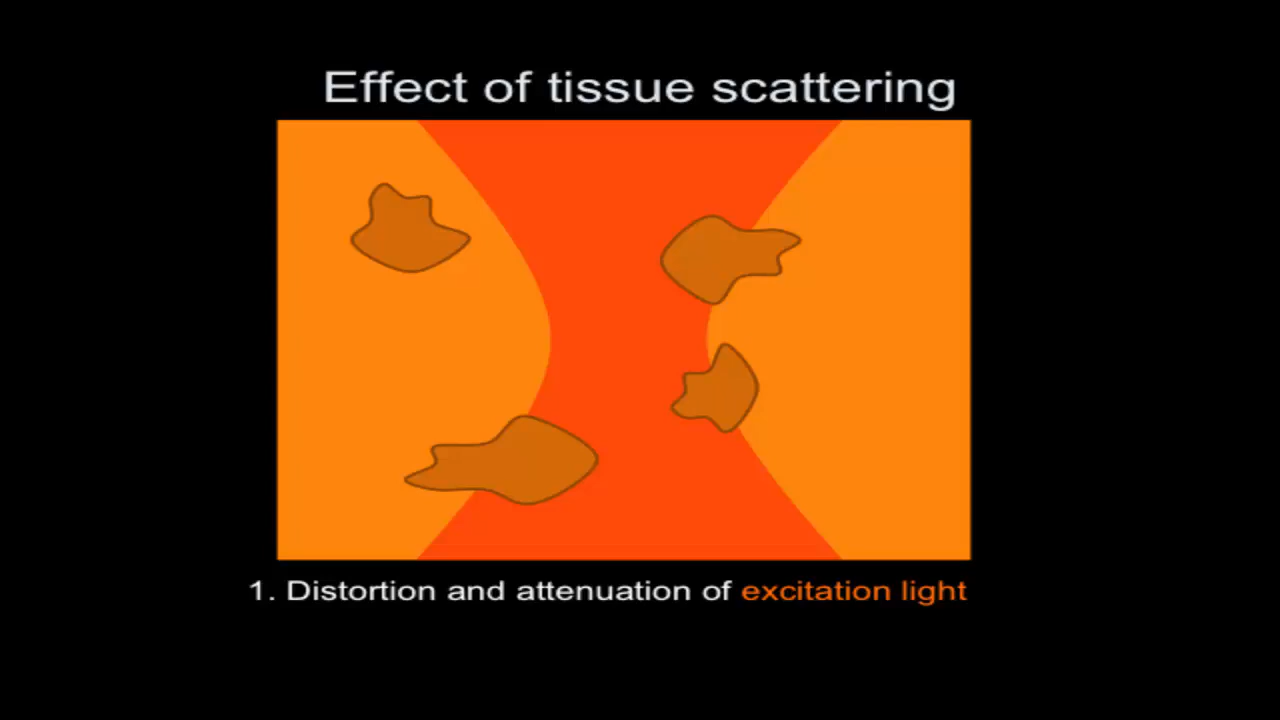 Effect of tissue scattering
1. Distortion and attenuation of excitation light